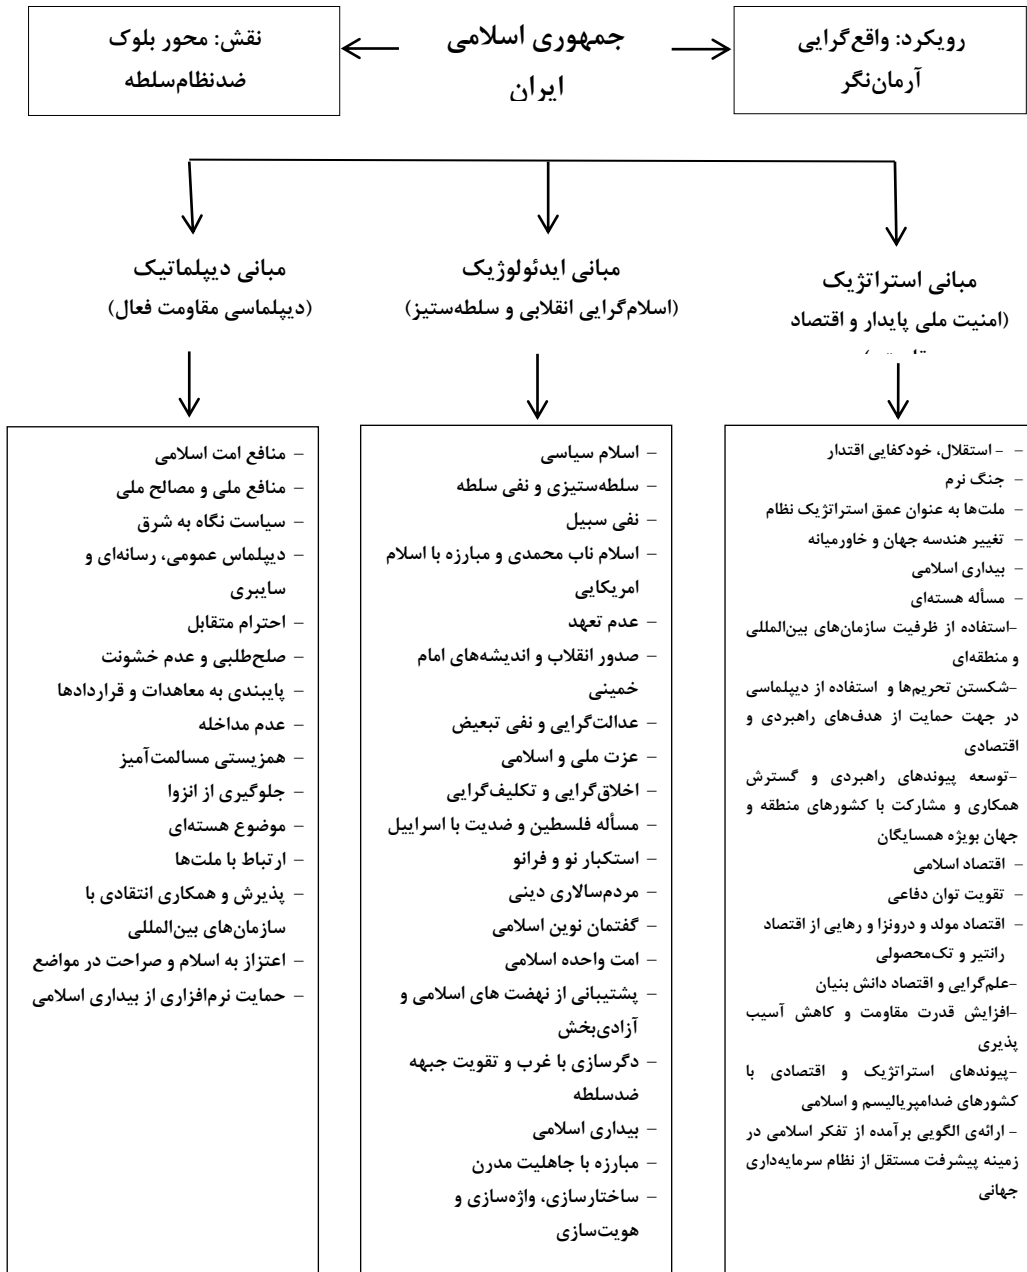 رویکرد: واقع‌گرایی
آرمان‌نگر
جمهوری اسلامی
ایران
نقش: محور بلوک
ضدنظام‌سلطه
مبانی استراتژیک
(امنیت ملی پایدار و اقتصاد
مبانی ایدئولوژیک
(اسلام‌گرایی انقلابی و سلطه‌ستیز)
مبانی دیپلماتیک
(دیپلماسی مقاومت فعال)
– - استقلال، خودکفایی اقتدار
– جنگ نرم
– ملت‌ها به عنوان عمق استراتژیک نظام
– تغییر هندسه جهان و خاورمیانه
– بیداری اسلامی
– مسأله هسته‌ای
-استفاده از ظرفیت سازمان‌های بین‌المللی
و منطقه‌ای
-شکستن تحریم‌ها و استفاده از دیپلماسی
در جهت حمایت از هدف‌های راهبردی و
اقتصادی
-توسعه پیوندهای راهبردی و گسترش
همکاری و مشارکت با کشورهای منطقه و
جهان بویژه همسایگان
– اقتصاد اسلامی
– تقویت توان دفاعی
– اقتصاد مولد و درونزا و رهایی از اقتصاد
رانتیر و تک‌محصولی
-علم‌گرایی و اقتصاد دانش بنیان
-افزایش قدرت مقاومت و کاهش آسیب
پذیری
-پیوندهای استراتژیک و اقتصادی با
کشورهای ضدامپریالیسم و اسلامی
- ارائه‌ی الگویی برآمده از تفکر اسلامی در
زمینه پیشرفت مستقل از نظام سرمایه‌داری
جهانی
– اسلام سیاسی
– سلطه‌ستیزی و نفی سلطه
– نفی سبیل
– اسلام ناب محمدی و مبارزه با اسلام
امریکایی
– عدم تعهد
– صدور انقلاب و اندیشه‌های امام
خمینی
– عدالت‌گرایی و نفی تبعیض
– عزت ملی و اسلامی
– اخلاق‌گرایی و تکلیف‌گرایی
– مسأله فلسطین و ضدیت با اسراییل
– استکبار نو و فرانو
– مردم‌سالاری دینی
– گفتمان نوین اسلامی
– امت واحده اسلامی
– پشتیبانی از نهضت های اسلامی و
آزادی‌بخش
– دگرسازی با غرب و تقویت جبهه
ضدسلطه
– بیداری اسلامی
– مبارزه با جاهلیت مدرن
– ساختارسازی، واژه‌سازی و
هویت‌سازی
– منافع امت اسلامی
– منافع ملی و مصالح ملی
– سیاست نگاه به شرق
– دیپلماس عمومی، رسانه‌ای و
سایبری
– احترام متقابل
– صلح‌طلبی و عدم خشونت
– پایبندی به معاهدات و قراردادها
– عدم مداخله
– همزیستی مسالمت‌آمیز
– جلوگیری از انزوا
– موضوع هسته‌ای
– ارتباط با ملت‌ها
– پذیرش و همکاری انتقادی با
سازمان‌های بین‌المللی
– اعتزاز به اسلام و صراحت در مواضع
– حمایت نرم‌افزاری از بیداری اسلامی